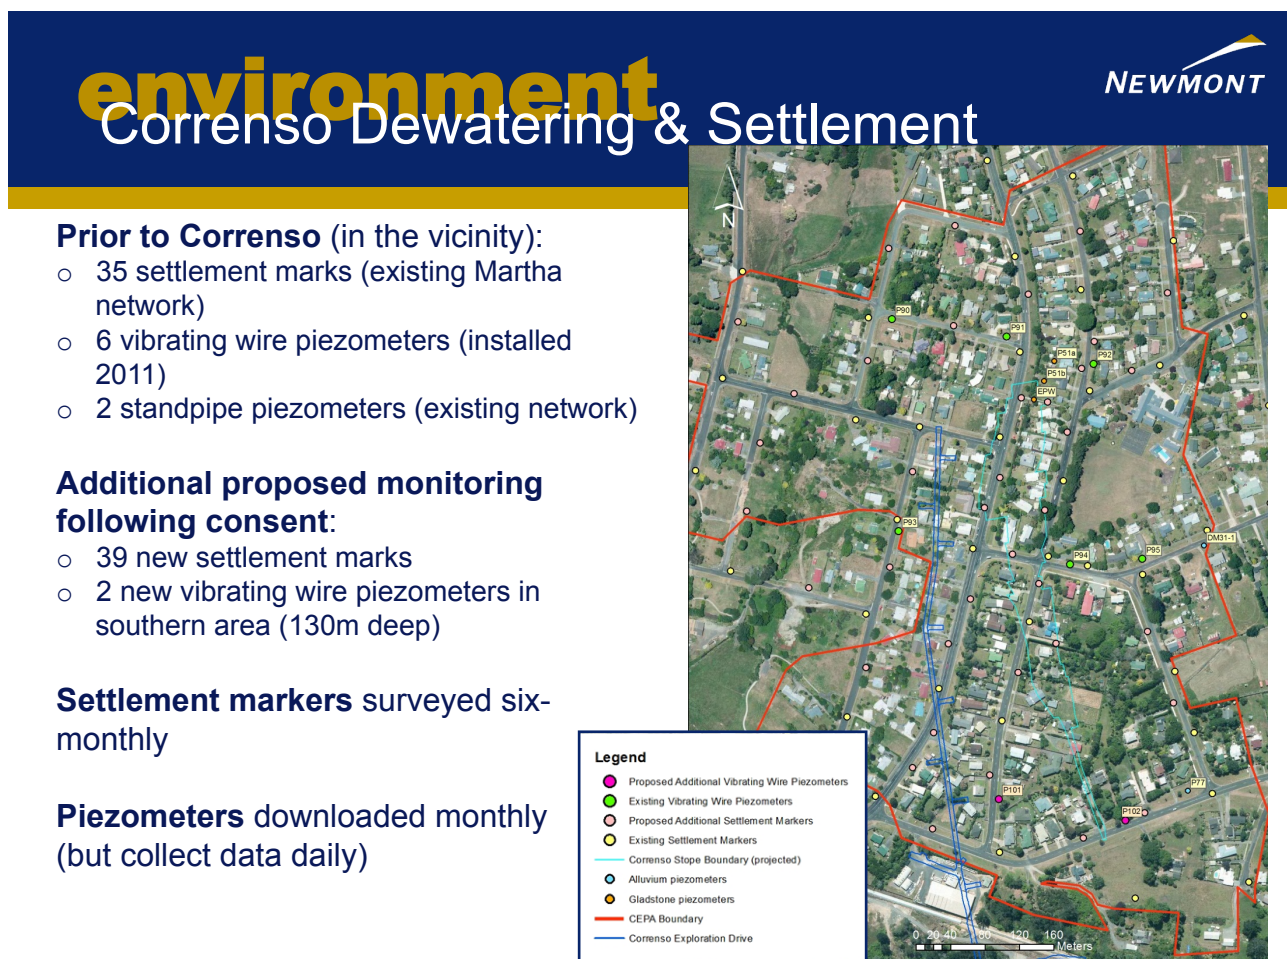 environment
Correnso Dewatering & Settlement
NEWMONT
Prior to Correnso (in the vicinity):
o 35 settlement marks (existing Martha
network)
o 6 vibrating wire piezometers (installed
2011)
o 2 standpipe piezometers (existing network)
Additional proposed monitoring
following consent:
o 39 new settlement marks
o 2 new vibrating wire piezometers in
southern area (130m deep)
Settlement markers surveyed six-
monthly
Piezometers downloaded monthly
(but collect data daily)
N
P90
P91
P51a
P92
P51b
EPW
P93
DM31-1
P94
P95
P77
P101
P102
Legend
Proposed Additional Vibrating Wire Piezometers
Existing Vibrating Wire Piezometers
Proposed Additional Settlement Markers
Existing Settlement Markers
Correnso Stope Boundary (projected)
Alluvium piezometers
Gladstone piezometers
CEPA Boundary
Correnso Exploration Drive
0 20 40 80 120 160
Meters